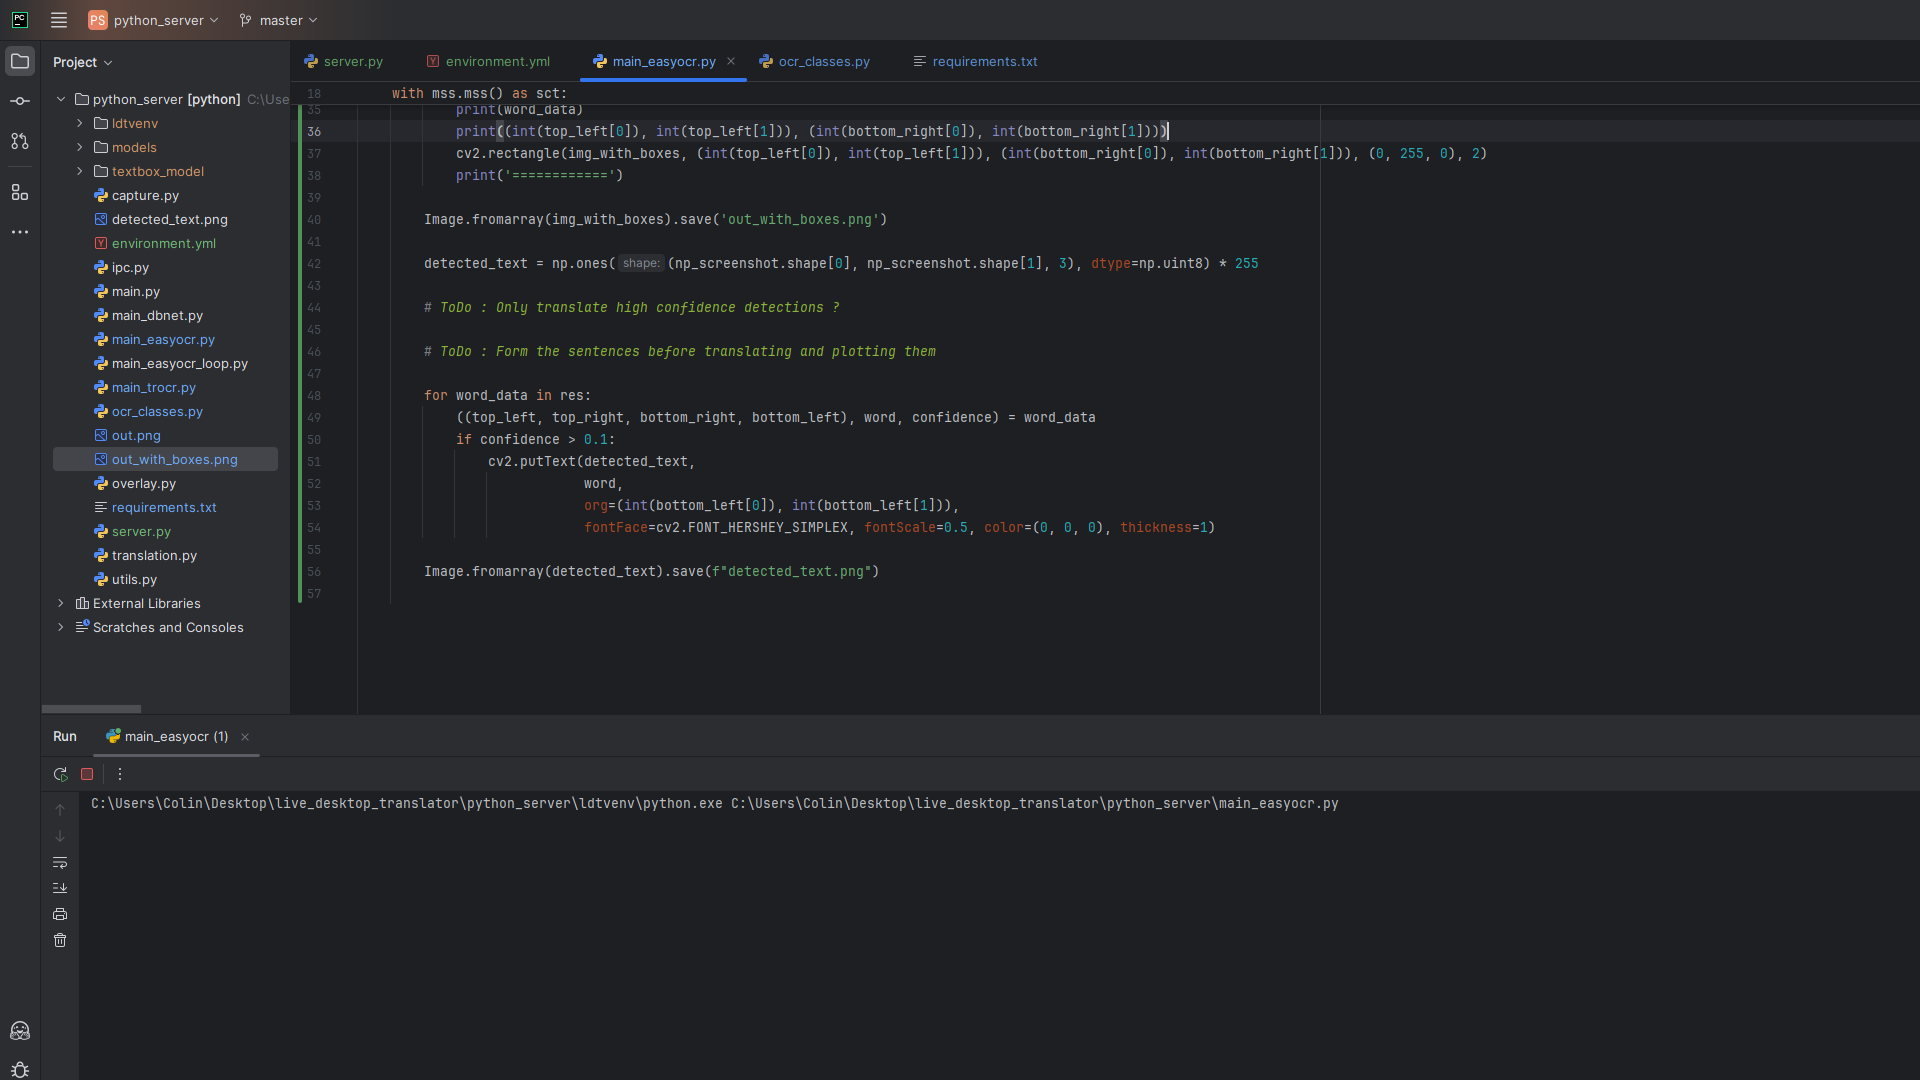 PC
PS python_server master
Project
server.py environment.yml main_easyocr.py ocr_classes.py requirements.txt
python_server [python] C:\Use
ldtvenv
models
textbox_model
capture.py
detected_text.png
environment.yml
ipc.py
main.py
main_dbnet.py
main_easyocr.py
main_easyocr_loop.py
main_trocr.py
ocr_classes.py
out.png
out_with_boxes.png
overlay.py
requirements.txt
server.py
translation.py
utils.py
External Libraries
Scratches and Consoles
18 with mss.mss() as sct:
35 print(word_data)
36 print((int(top_left[0]), int(top_left[1])), (int(bottom_right[0]), int(bottom_right[1])))
37 cv2.rectangle(img_with_boxes, (int(top_left[0]), int(top_left[1])), (int(bottom_right[0]), int(bottom_right[1])), (0, 255, 0), 2)
38 print('============')
39
40 Image.fromarray(img_with_boxes).save('out_with_boxes.png')
41
42 detected_text = np.ones( shape: (np_screenshot.shape[0], np_screenshot.shape[1], 3), dtype=np.uint8) * 255
43
44 # ToDo : Only translate high confidence detections ?
45
46 # ToDo : Form the sentences before translating and plotting them
47
48 for word_data in res:
49 ((top_left, top_right, bottom_right, bottom_left), word, confidence) = word_data
50 if confidence > 0.1:
51 cv2.putText(detected_text,
52 word,
53 org=(int(bottom_left[0]), int(bottom_left[1])),
54 fontFace=cv2.FONT_HERSHEY_SIMPLEX, fontScale=0.5, color=(0, 0, 0), thickness=1)
55
56 Image.fromarray(detected_text).save(f"detected_text.png")
57
Run main_easyocr (1)
C:\Users\Colin\Desktop\live_desktop_translator\python_server\ldtvenv\python.exe C:\Users\Colin\Desktop\live_desktop_translator\python_server\main_easyocr.py